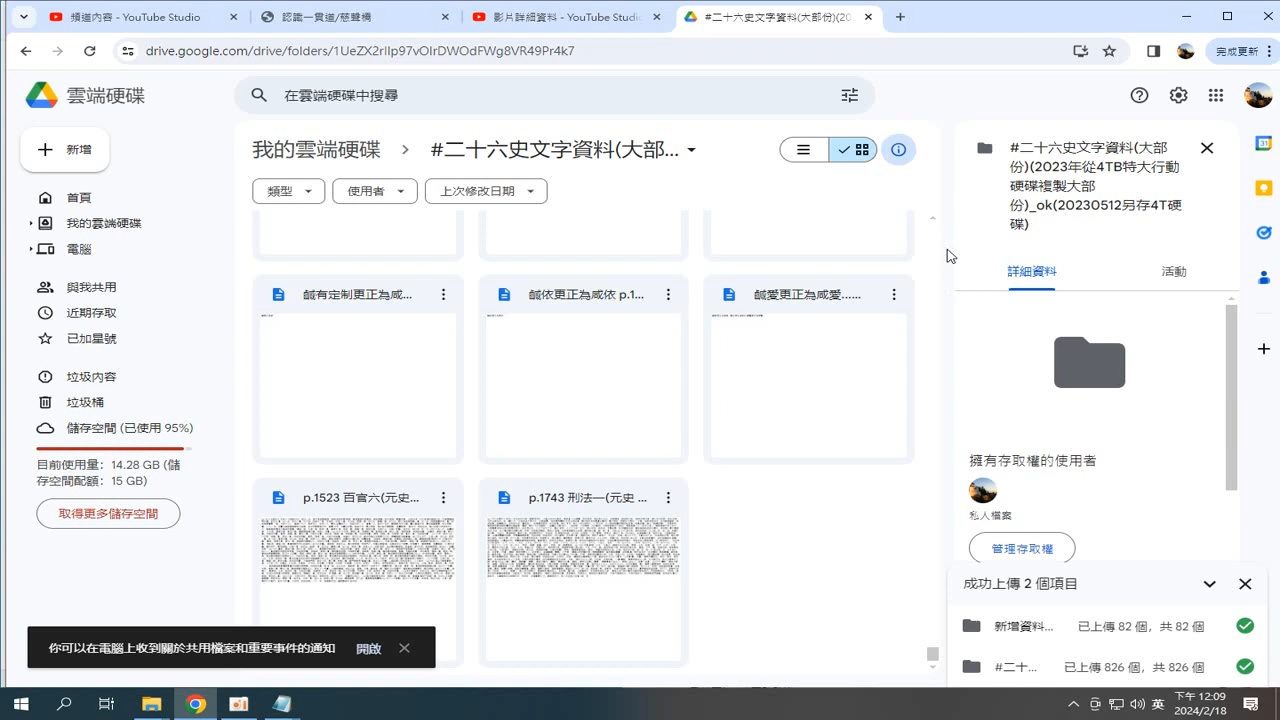 頻道內容 - YouTube Studio
認識一貫道/慈聲機
影片詳細資料 - YouTube Studi
#二十六史文字資料(大部份)(20
drive.google.com/drive/folders/1UeZX2rIIp97vOIrDWOdFWg8VR49Pr4k7
完成更新
雲端硬碟
在雲端硬碟中搜尋
新增
首頁
我的雲端硬碟
電腦
與我共用
近期存取
已加星號
垃圾內容
垃圾桶
儲存空間 (已使用 95%)
目前使用量：14.28 GB (儲
存空間配額：15 GB)
取得更多儲存空間
我的雲端硬碟
#二十六史文字資料(大部...
類型
使用者
上次修改日期
鹹有定制更正為咸...
鹹依更正為咸依 p.1...
鹹愛更正為咸愛......
p.1523 百官六(元史...
p.1743 刑法一(元史 ...
#二十六史文字資料(大部
份)(2023年從4TB特大行動
硬碟複製大部
份)_ok(20230512另存4T硬
碟)
詳細資料
活動
擁有存取權的使用者
私人檔案
管理存取權
成功上傳 2 個項目
新增資料... 已上傳 82 個，共 82 個
#二十... 已上傳 826 個，共 826 個
你可以在電腦上收到關於共用檔案和重要事件的通知 開啟
英
下午 12:09
2024/2/18